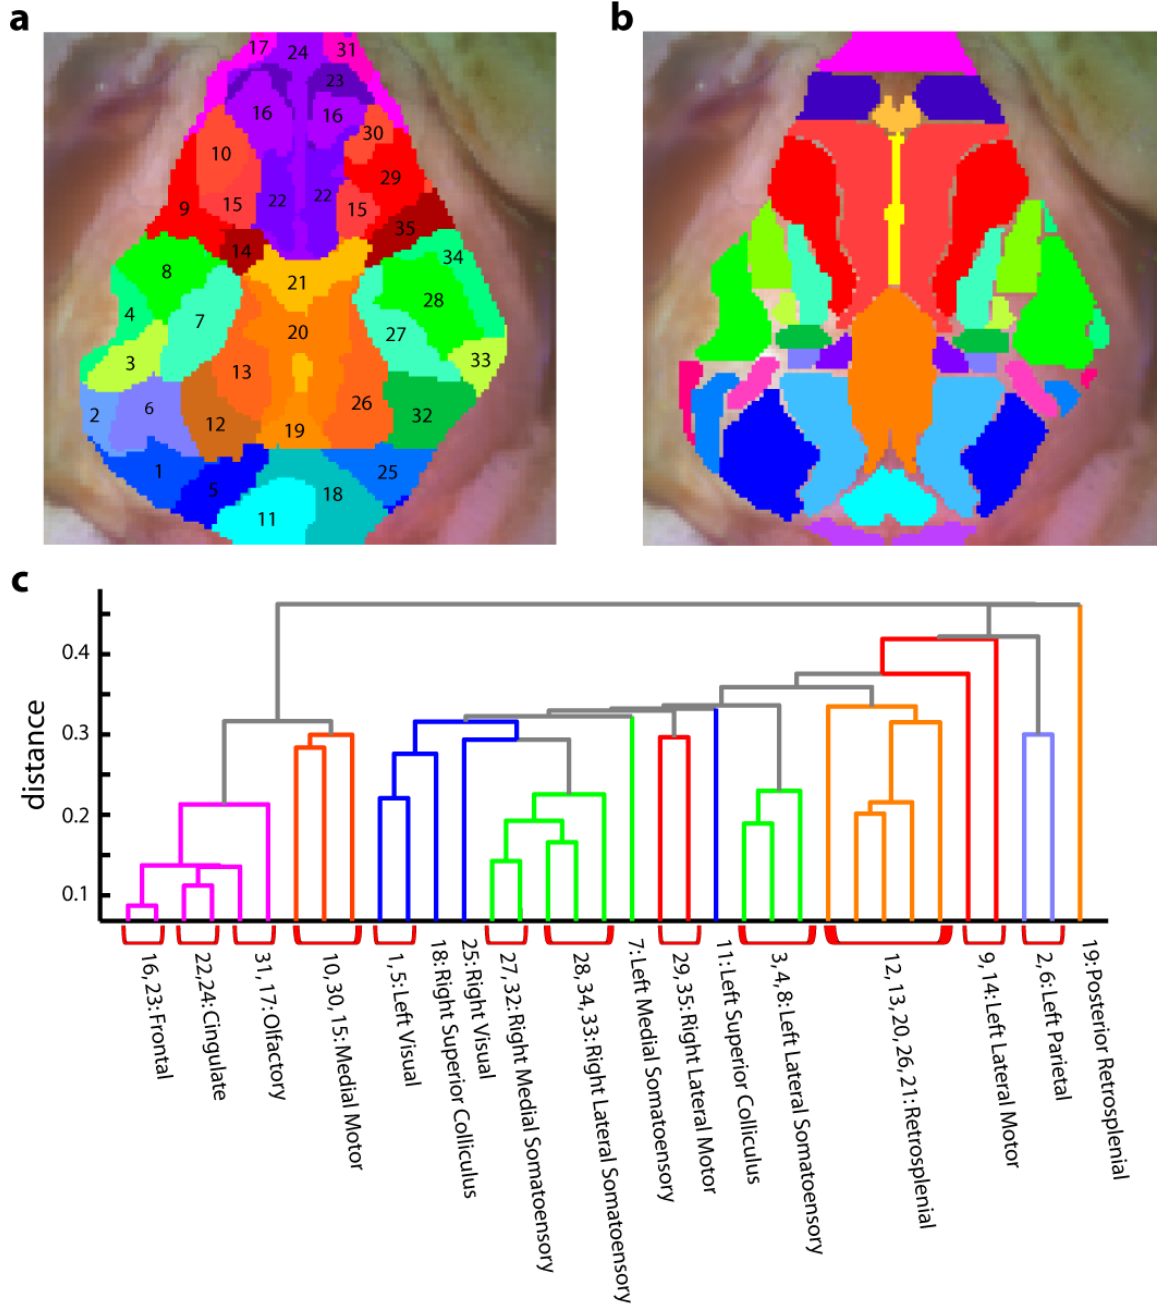 a
b
17
24
31
23
16
16
30
10
29
22
22
9
15
15
35
14
34
8
21
28
4
7
20
27
3
13
33
2
6
26
12
32
19
1
25
5
18
11
c
distance
0.4
0.3
0.2
0.1
16, 23: Frontal
22,24: Cingulate
31, 17: Olfactory
10, 30, 15: Medial Motor
1, 5: Left Visual
18: Right Superior Colliculus
25: Right Visual
27, 32: Right Medial Somatoensory
28, 34, 33: Right Lateral Somatoensory
7: Left Medial Somatoensory
29, 35: Right Lateral Motor
11: Left Superior Colliculus
3, 4, 8: Left Lateral Somatoensory
12, 13, 20, 26, 21: Retrosplenial
9, 14: Left Lateral Motor
2, 6: Left Parietal
19: Posterior Retrosplenial